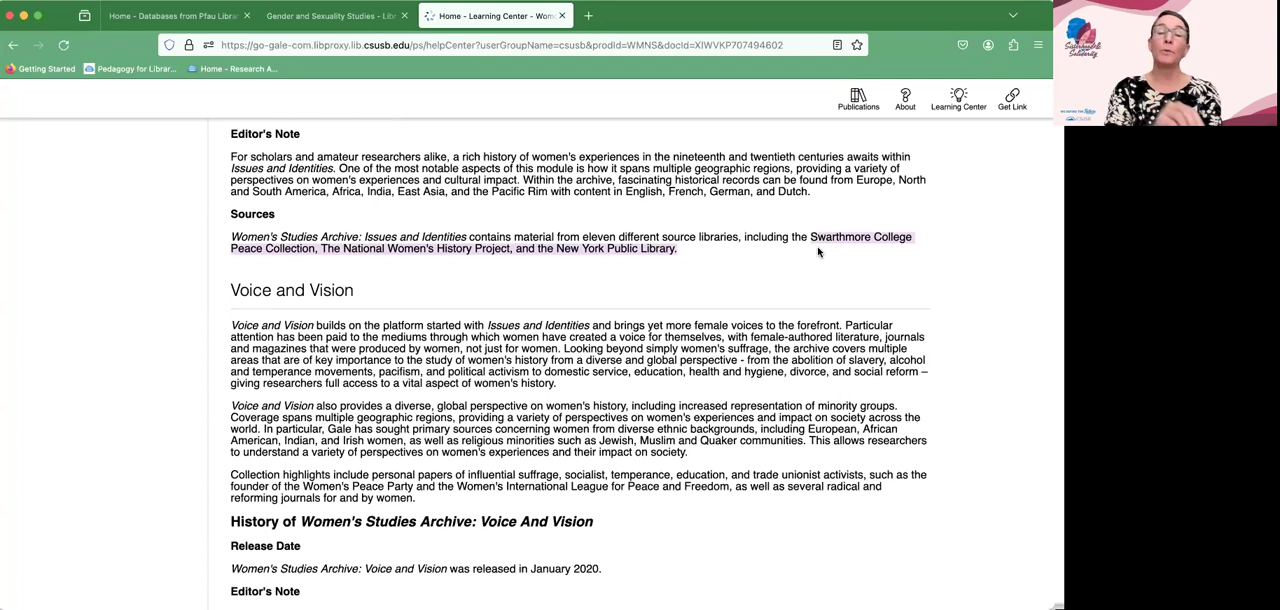 Home - Databases from Pfau Libra
Gender and Sexuality Studies - Lib
Home - Learning Center - Wom
https://go-gale-com.libproxy.lib.csusb.edu/ps/helpCenter?userGroupName=csusb&prodId=WMNS&docId=XIWVKP707494602
Getting Started
Pedagogy for Librar...
Home - Research A...
Publications
About
Learning Center
Get Link
Sisterhood &
Solidarity
CSUSB
Editor's Note
For scholars and amateur researchers alike, a rich history of women's experiences in the nineteenth and twentieth centuries awaits within
Issues and Identities. One of the most notable aspects of this module is how it spans multiple geographic regions, providing a variety of
perspectives on women's experiences and cultural impact. Within the archive, fascinating historical records can be found from Europe, North
and South America, Africa, India, East Asia, and the Pacific Rim with content in English, French, German, and Dutch.
Sources
Women's Studies Archive: Issues and Identities contains material from eleven different source libraries, including the Swarthmore College
Peace Collection, The National Women's History Project, and the New York Public Library.
Voice and Vision
Voice and Vision builds on the platform started with Issues and Identities and brings yet more female voices to the forefront. Particular
attention has been paid to the mediums through which women have created a voice for themselves, with female-authored literature, journals
and magazines that were produced by women, not just for women. Looking beyond simply women's suffrage, the archive covers multiple
areas that are of key importance to the study of women's history from a diverse and global perspective - from the abolition of slavery, alcohol
and temperance movements, pacifism, and political activism to domestic service, education, health and hygiene, divorce, and social reform –
giving researchers full access to a vital aspect of women's history.
Voice and Vision also provides a diverse, global perspective on women's history, including increased representation of minority groups.
Coverage spans multiple geographic regions, providing a variety of perspectives on women's experiences and impact on society across the
world. In particular, Gale has sought primary sources concerning women from diverse ethnic backgrounds, including European, African
American, Indian, and Irish women, as well as religious minorities such as Jewish, Muslim and Quaker communities. This allows researchers
to understand a variety of perspectives on women's experiences and their impact on society.
Collection highlights include personal papers of influential suffrage, socialist, temperance, education, and trade unionist activists, such as the
founder of the Women's Peace Party and the Women's International League for Peace and Freedom, as well as several radical and
reforming journals for and by women.
History of Women's Studies Archive: Voice And Vision
Release Date
Women's Studies Archive: Voice and Vision was released in January 2020.
Editor's Note